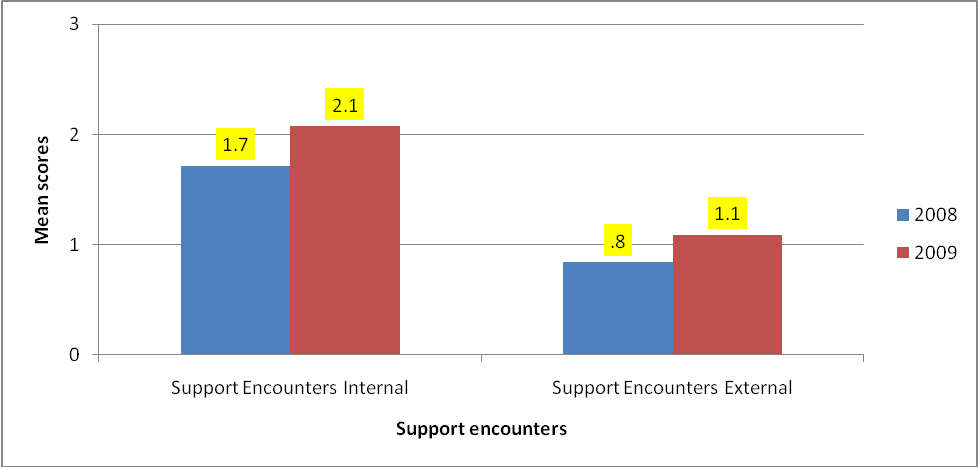 3
2.1
2
1.7
Mean scores
1.1
2008
.8
1
2009
0
Support Encounters Internal
Support Encounters External
Support encounters